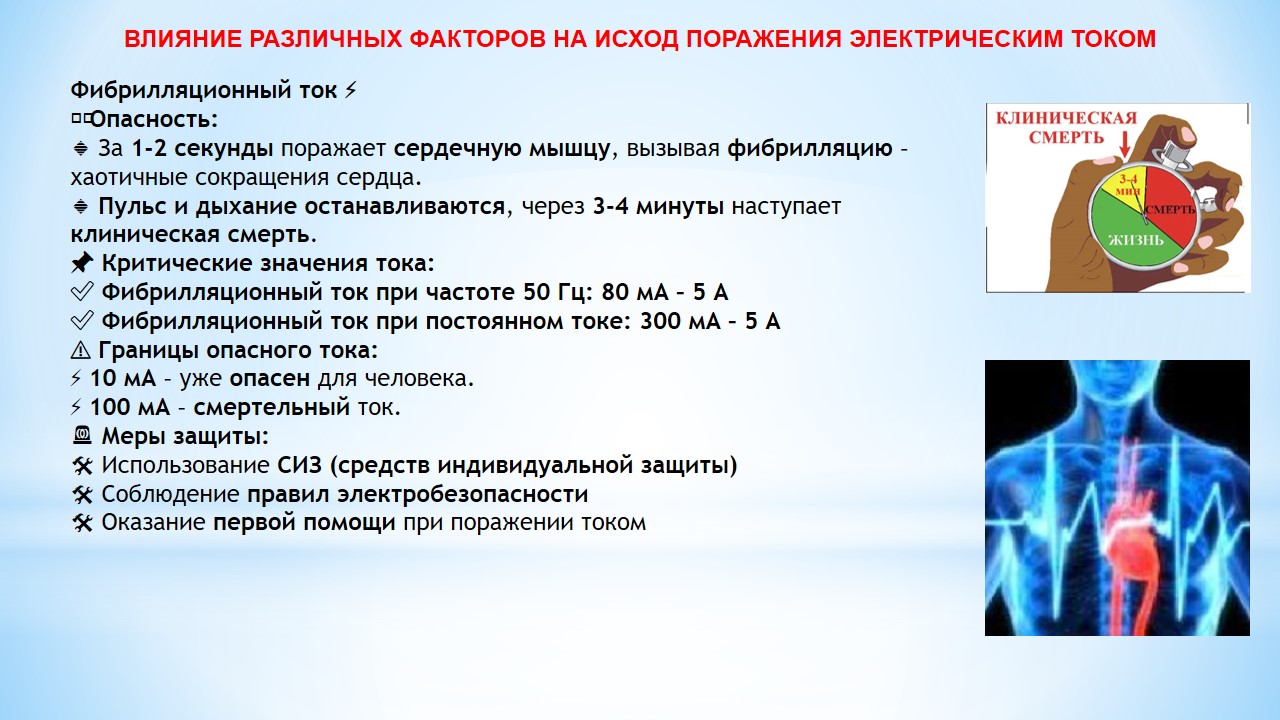 ВЛИЯНИЕ РАЗЛИЧНЫХ ФАКТОРОВ НА ИСХОД ПОРАЖЕНИЯ ЭЛЕКТРИЧЕСКИМ ТОКОМ
Фибрилляционный ток ⚡
Опасность:
🔹 За 1-2 секунды поражает сердечную мышцу, вызывая фибрилляцию –
хаотичные сокращения сердца.
🔹 Пульс и дыхание останавливаются, через 3-4 минуты наступает
клиническая смерть.
📌 Критические значения тока:
✅ Фибрилляционный ток при частоте 50 Гц: 80 мА – 5 А
✅ Фибрилляционный ток при постоянном токе: 300 мА – 5 А
⚠ Границы опасного тока:
⚡ 10 мА – уже опасен для человека.
⚡ 100 мА – смертельный ток.
🚨 Меры защиты:
🛠 Использование СИЗ (средств индивидуальной защиты)
🛠 Соблюдение правил электробезопасности
🛠 Оказание первой помощи при поражении током
КЛИНИЧЕСКАЯ
СМЕРТЬ
3-4
мин
СМЕРТЬ
ЖИЗНЬ